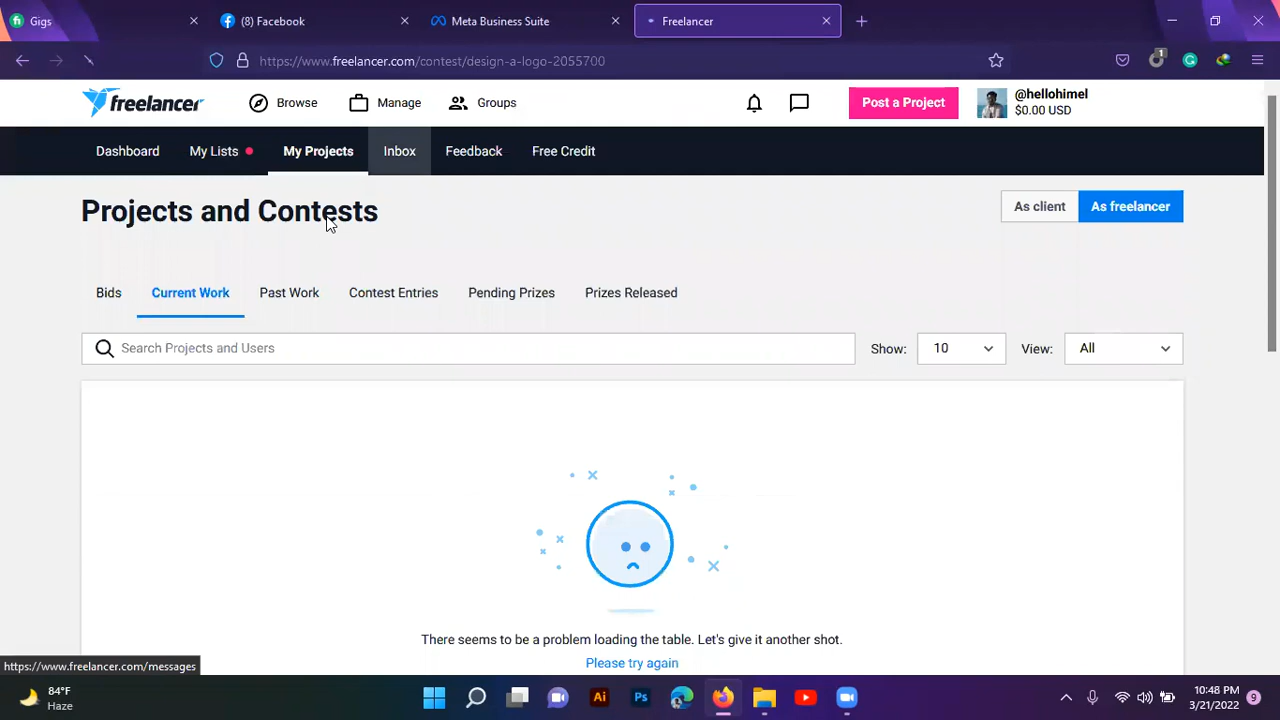 Gigs
(8) Facebook
Meta Business Suite
Freelancer
https://www.freelancer.com/contest/design-a-logo-2055700
1
freelancer
Browse
Manage
Groups
Post a Project
@hellohimel
$0.00 USD
Dashboard
My Lists
My Projects
Inbox
Feedback
Free Credit
Projects and Contests
As client
As freelancer
Bids
Current Work
Past Work
Contest Entries
Pending Prizes
Prizes Released
Search Projects and Users
Show:
10
View:
All
There seems to be a problem loading the table. Let's give it another shot.
Please try again
https://www.freelancer.com/messages
84°F
Haze
Ai
Ps
10:48 PM
3/21/2022
9